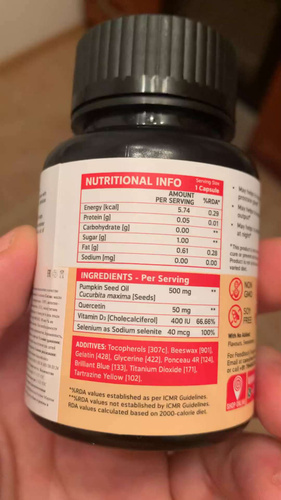 NUTRITIONAL INFO
Serving Size
1 Capsule
AMOUNT
PER SERVING %RDA*
Energy [kcal] 5.74 0.29
Protein [g] 0.05 0.01
Carbohydrate [g] 0.00 **
Sugar [g] 1.00 **
Fat [g] 0.61 0.28
Sodium [mg] 0.00 0.00
INGREDIENTS - Per Serving
Pumpkin Seed Oil 500 mg **
Cucurbita maxima [Seeds]
Quercetin 50 mg **
Vitamin D₃ [Cholecalciferol] 400 IU 66.66%
Selenium as Sodium selenite 40 mcg 100%
ADDITIVES: Tocopherols [307c], Beeswax [901],
Gelatin [428], Glycerine [422], Ponceau 4R [124],
Brilliant Blue [133], Titanium Dioxide [171],
Tartrazine Yellow [102].
*%RDA values established as per ICMR Guidelines.
**%RDA values not established by ICMR Guidelines.
RDA values calculated based on 2000-calorie diet.
NON
GMO
SOY
FREE